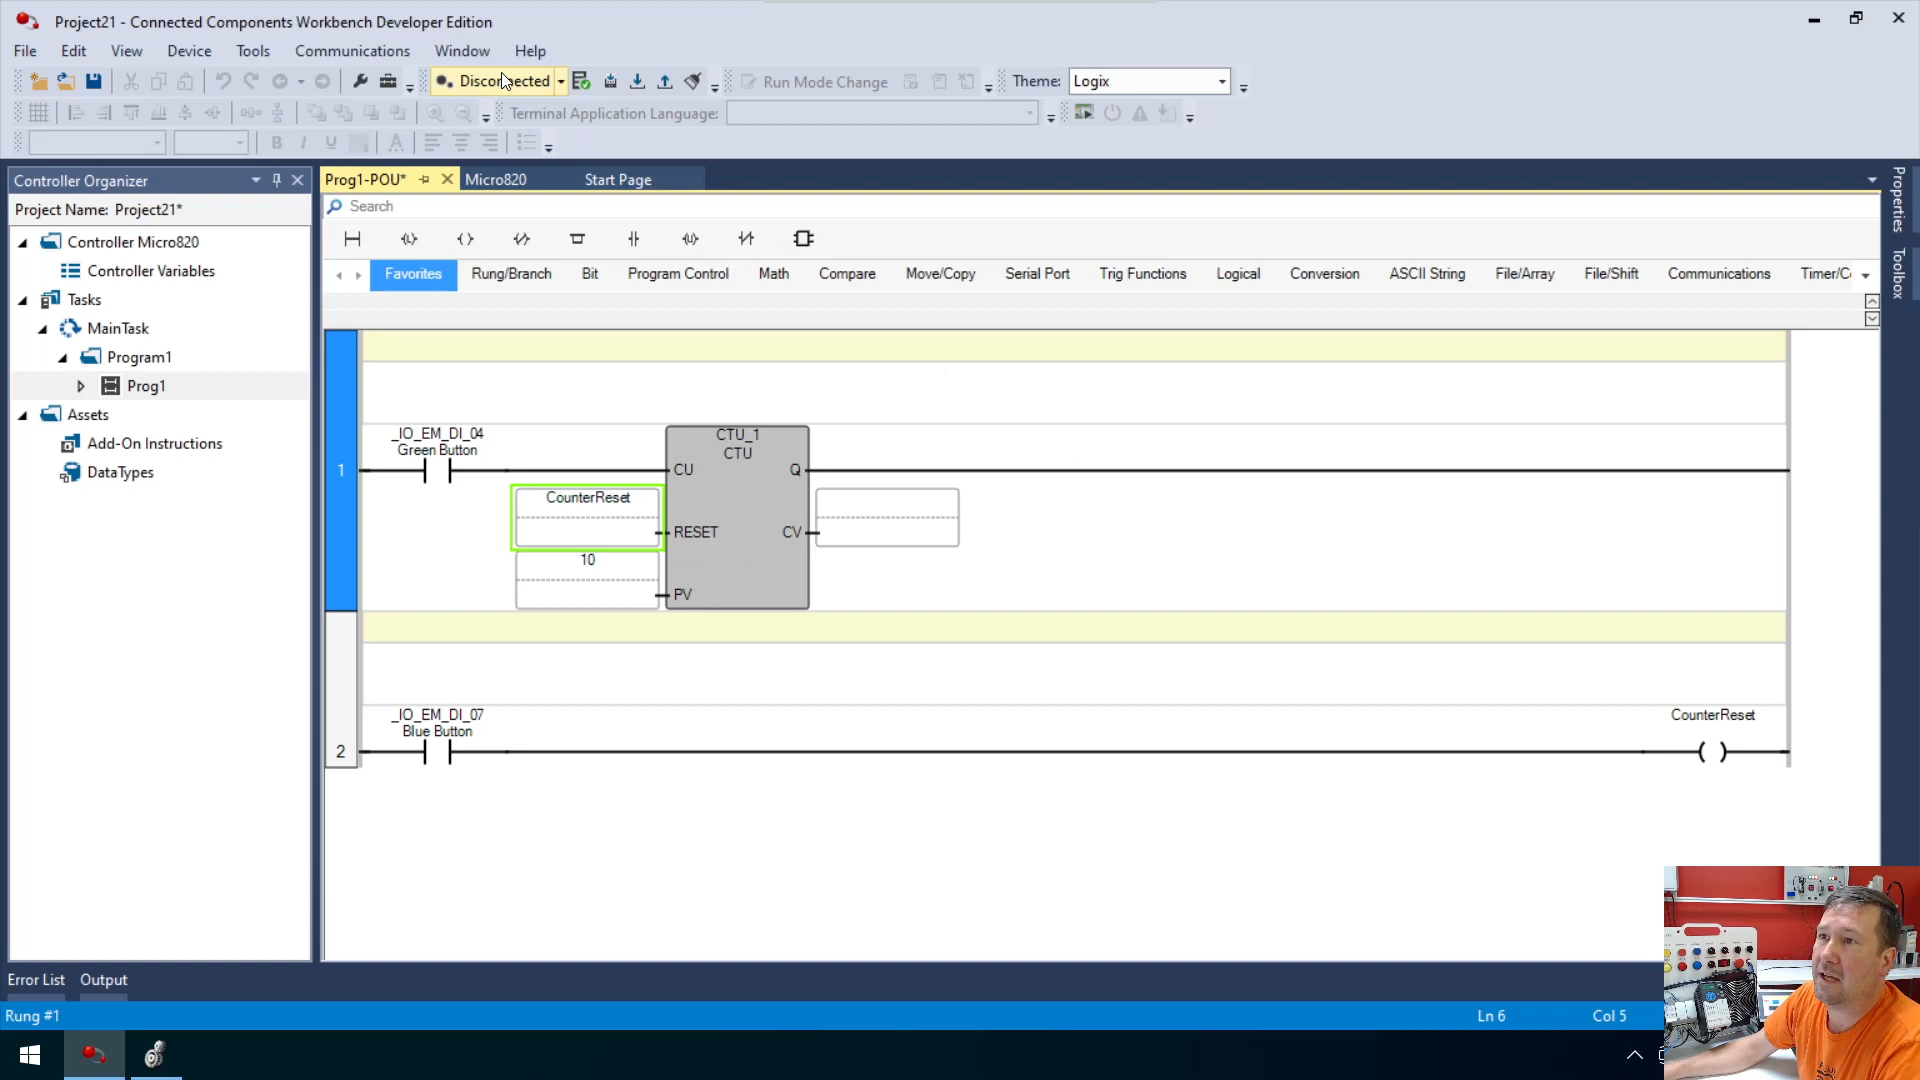 Project21 - Connected Components Workbench Developer Edition
File Edit View Device Tools Communications Window Help
Disconnected Run Mode Change Theme: Logix
Terminal Application Language:
B I U A
Controller Organizer
Project Name: Project21*
Controller Micro820
Controller Variables
Tasks
MainTask
Program1
Prog1
Assets
Add-On Instructions
DataTypes
Prog1-POU* Micro820 Start Page
Search
Favorites Rung/Branch Bit Program Control Math Compare Move/Copy Serial Port Trig Functions Logical Conversion ASCII String File/Array File/Shift Communications Timer/C
_IO_EM_DI_04
Green Button
1
CTU_1
CTU
CU Q
CounterReset
RESET CV
10
PV
_IO_EM_DI_07
Blue Button
CounterReset
2
Properties
Toolbox
Error List Output
Rung #1 Ln 6 Col 5